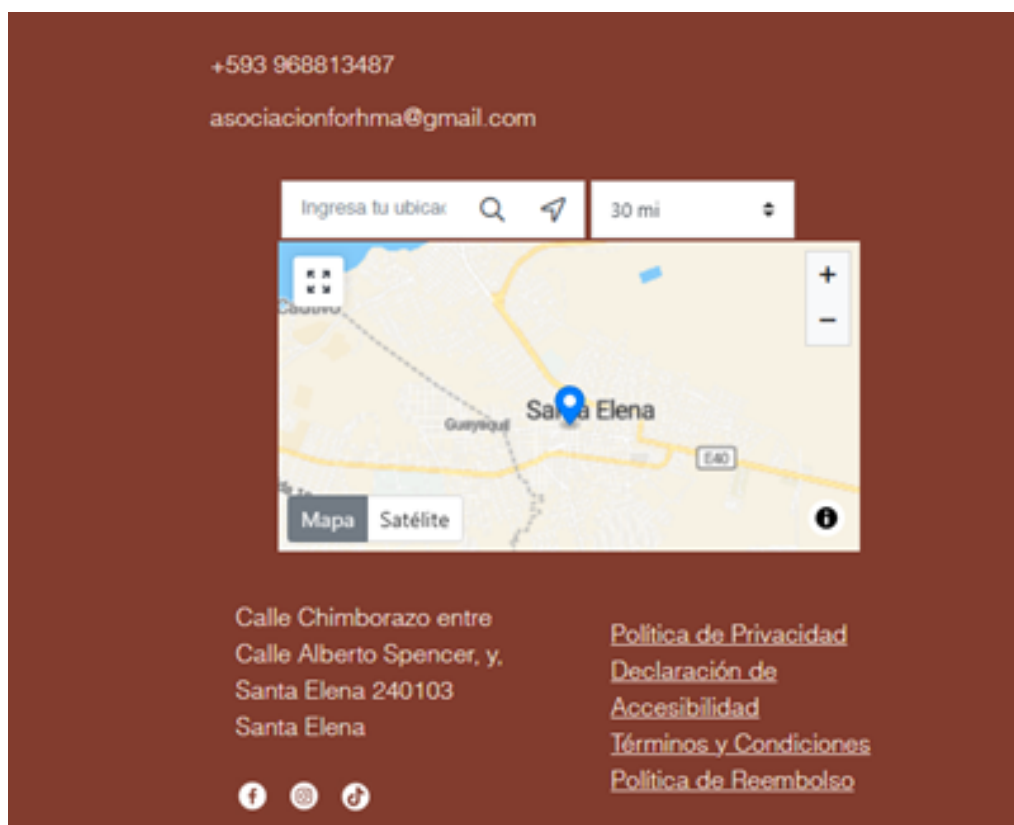 +593 968813487
asociacionforhma@gmail.com
Ingresa tu ubicac
30 mi
Cautivo
Guayaquil
Santa Elena
E40
de
Mapa
Satélite
Calle Chimborazo entre
Calle Alberto Spencer, y,
Santa Elena 240103
Santa Elena
Política de Privacidad
Declaración de
Accesibilidad
Términos y Condiciones
Política de Reembolso